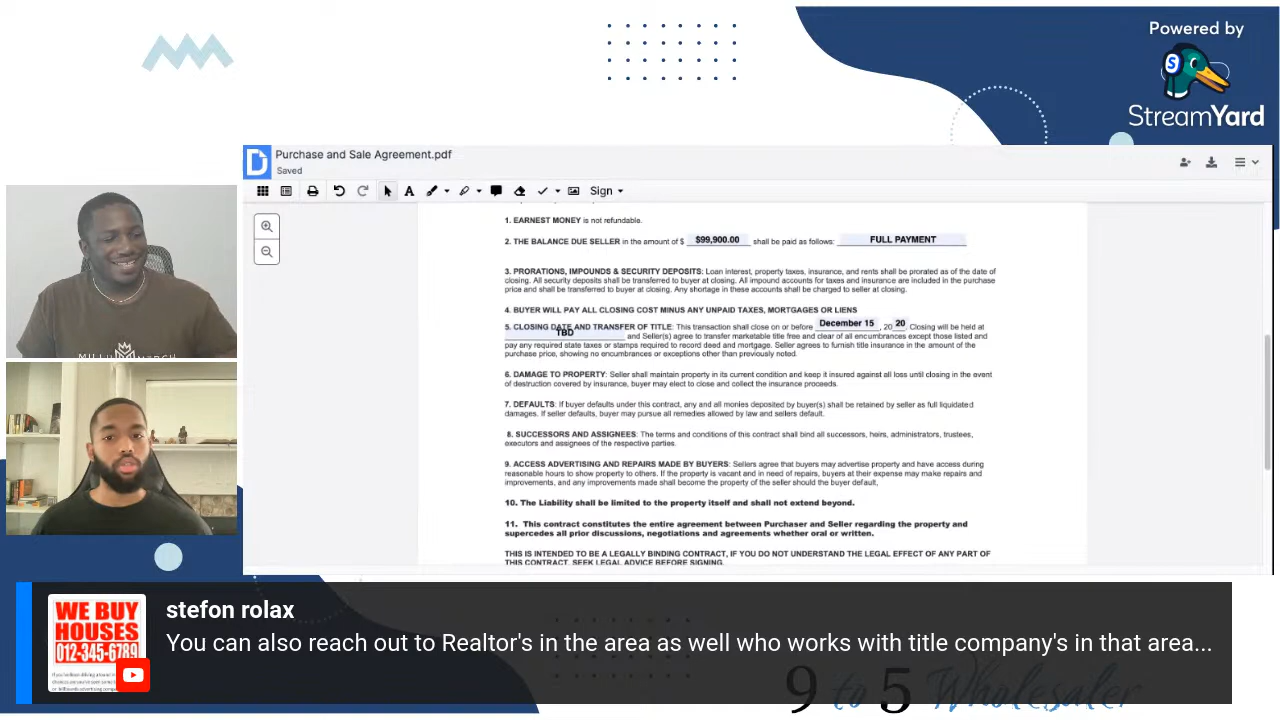 Powered by
S
StreamYard
Purchase and Sale Agreement.pdf
Saved
Sign
1. EARNEST MONEY is not refundable.
2. THE BALANCE DUE SELLER in the amount of $ $99,900.00 shall be paid as follows: FULL PAYMENT
3. PRORATIONS, IMPOUNDS & SECURITY DEPOSITS: Loan interest, property taxes, insurance, and rents shall be prorated as of the date of
closing. All security deposits shall be transferred to buyer at closing. All impound accounts for taxes and insurance are included in the purchase
price and shall be transferred to buyer at closing. Any shortage in these accounts shall be charged to seller at closing.
4. BUYER WILL PAY ALL CLOSING COST MINUS ANY UNPAID TAXES, MORTGAGES OR LIENS
5. CLOSING DATE AND TRANSFER OF TITLE: This transaction shall close on or before December 15, 20 20. Closing will be held at
TBD and Seller(s) agree to transfer marketable title free and clear of all encumbrances except those listed and
pay any required state taxes or stamps required to record deed and mortgage. Seller agrees to furnish title insurance in the amount of the
purchase price, showing no encumbrances or exceptions other than previously noted.
6. DAMAGE TO PROPERTY: Seller shall maintain property in its current condition and keep it insured against all loss until closing in the event
of destruction covered by insurance, buyer may elect to close and collect the insurance proceeds.
7. DEFAULTS: If buyer defaults under this contract, any and all monies deposited by buyer(s) shall be retained by seller as full liquidated
damages. If seller defaults, buyer may pursue all remedies allowed by law and sellers default.
8. SUCCESSORS AND ASSIGNEES: The terms and conditions of this contract shall bind all successors, heirs, administrators, trustees,
executors and assignees of the respective parties.
9. ACCESS ADVERTISING AND REPAIRS MADE BY BUYERS: Sellers agree that buyers may advertise property and have access during
reasonable hours to show property to others. If the property is vacant and in need of repairs, buyers at their expense may make repairs and
improvements, and any improvements made shall become the property of the seller should the buyer default,
10. The Liability shall be limited to the property itself and shall not extend beyond.
11. This contract constitutes the entire agreement between Purchaser and Seller regarding the property and
supercedes all prior discussions, negotiations and agreements whether oral or written.
THIS IS INTENDED TO BE A LEGALLY BINDING CONTRACT, IF YOU DO NOT UNDERSTAND THE LEGAL EFFECT OF ANY PART OF
THIS CONTRACT, SEEK LEGAL ADVICE BEFORE SIGNING.
WE BUY
HOUSES
012-345-6789
stefon rolax
You can also reach out to Realtor's in the area as well who works with title company's in that area...
9 to 5 Wholesaler